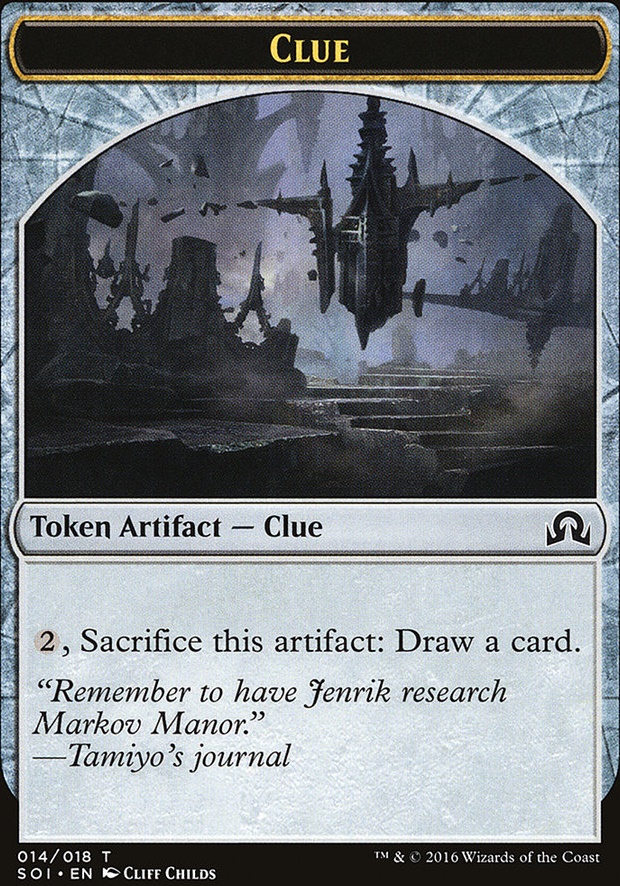 Clue
Token Artifact — Clue
2, Sacrifice this artifact: Draw a card.
“Remember to have Jenrik research
Markov Manor.”
—Tamiyo’s journal
014/018 T
SOI • EN Cliff Childs
™ & © 2016 Wizards of the Coast